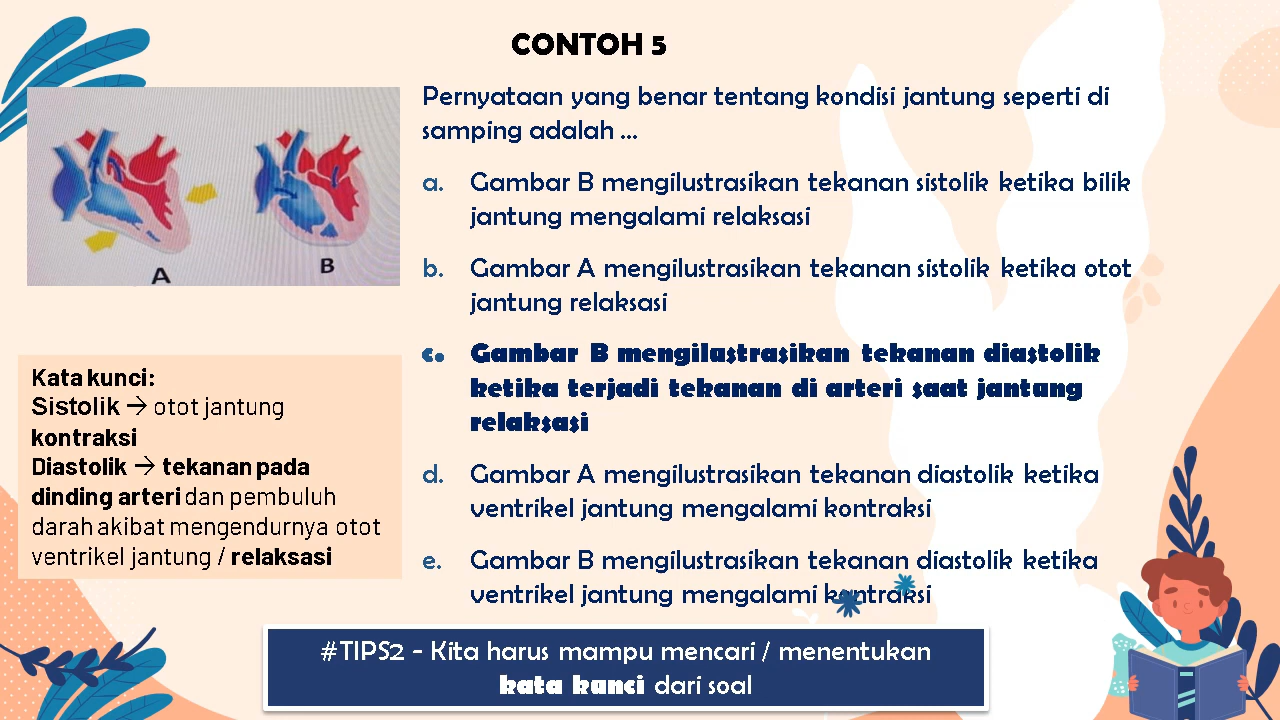 CONTOH 5
Pernyataan yang benar tentang kondisi jantung seperti di
samping adalah ...
A
B
a. Gambar B mengilustrasikan tekanan sistolik ketika bilik
jantung mengalami relaksasi
b. Gambar A mengilustrasikan tekanan sistolik ketika otot
jantung relaksasi
c. Gambar B mengilustrasikan tekanan diastolik
ketika terjadi tekanan di arteri saat jantung
relaksasi
d. Gambar A mengilustrasikan tekanan diastolik ketika
ventrikel jantung mengalami kontraksi
e. Gambar B mengilustrasikan tekanan diastolik ketika
ventrikel jantung mengalami kontraksi
Kata kunci:
Sistolik → otot jantung
kontraksi
Diastolik → tekanan pada
dinding arteri dan pembuluh
darah akibat mengendurnya otot
ventrikel jantung / relaksasi
#TIPS2 - Kita harus mampu mencari / menentukan
kata kunci dari soal